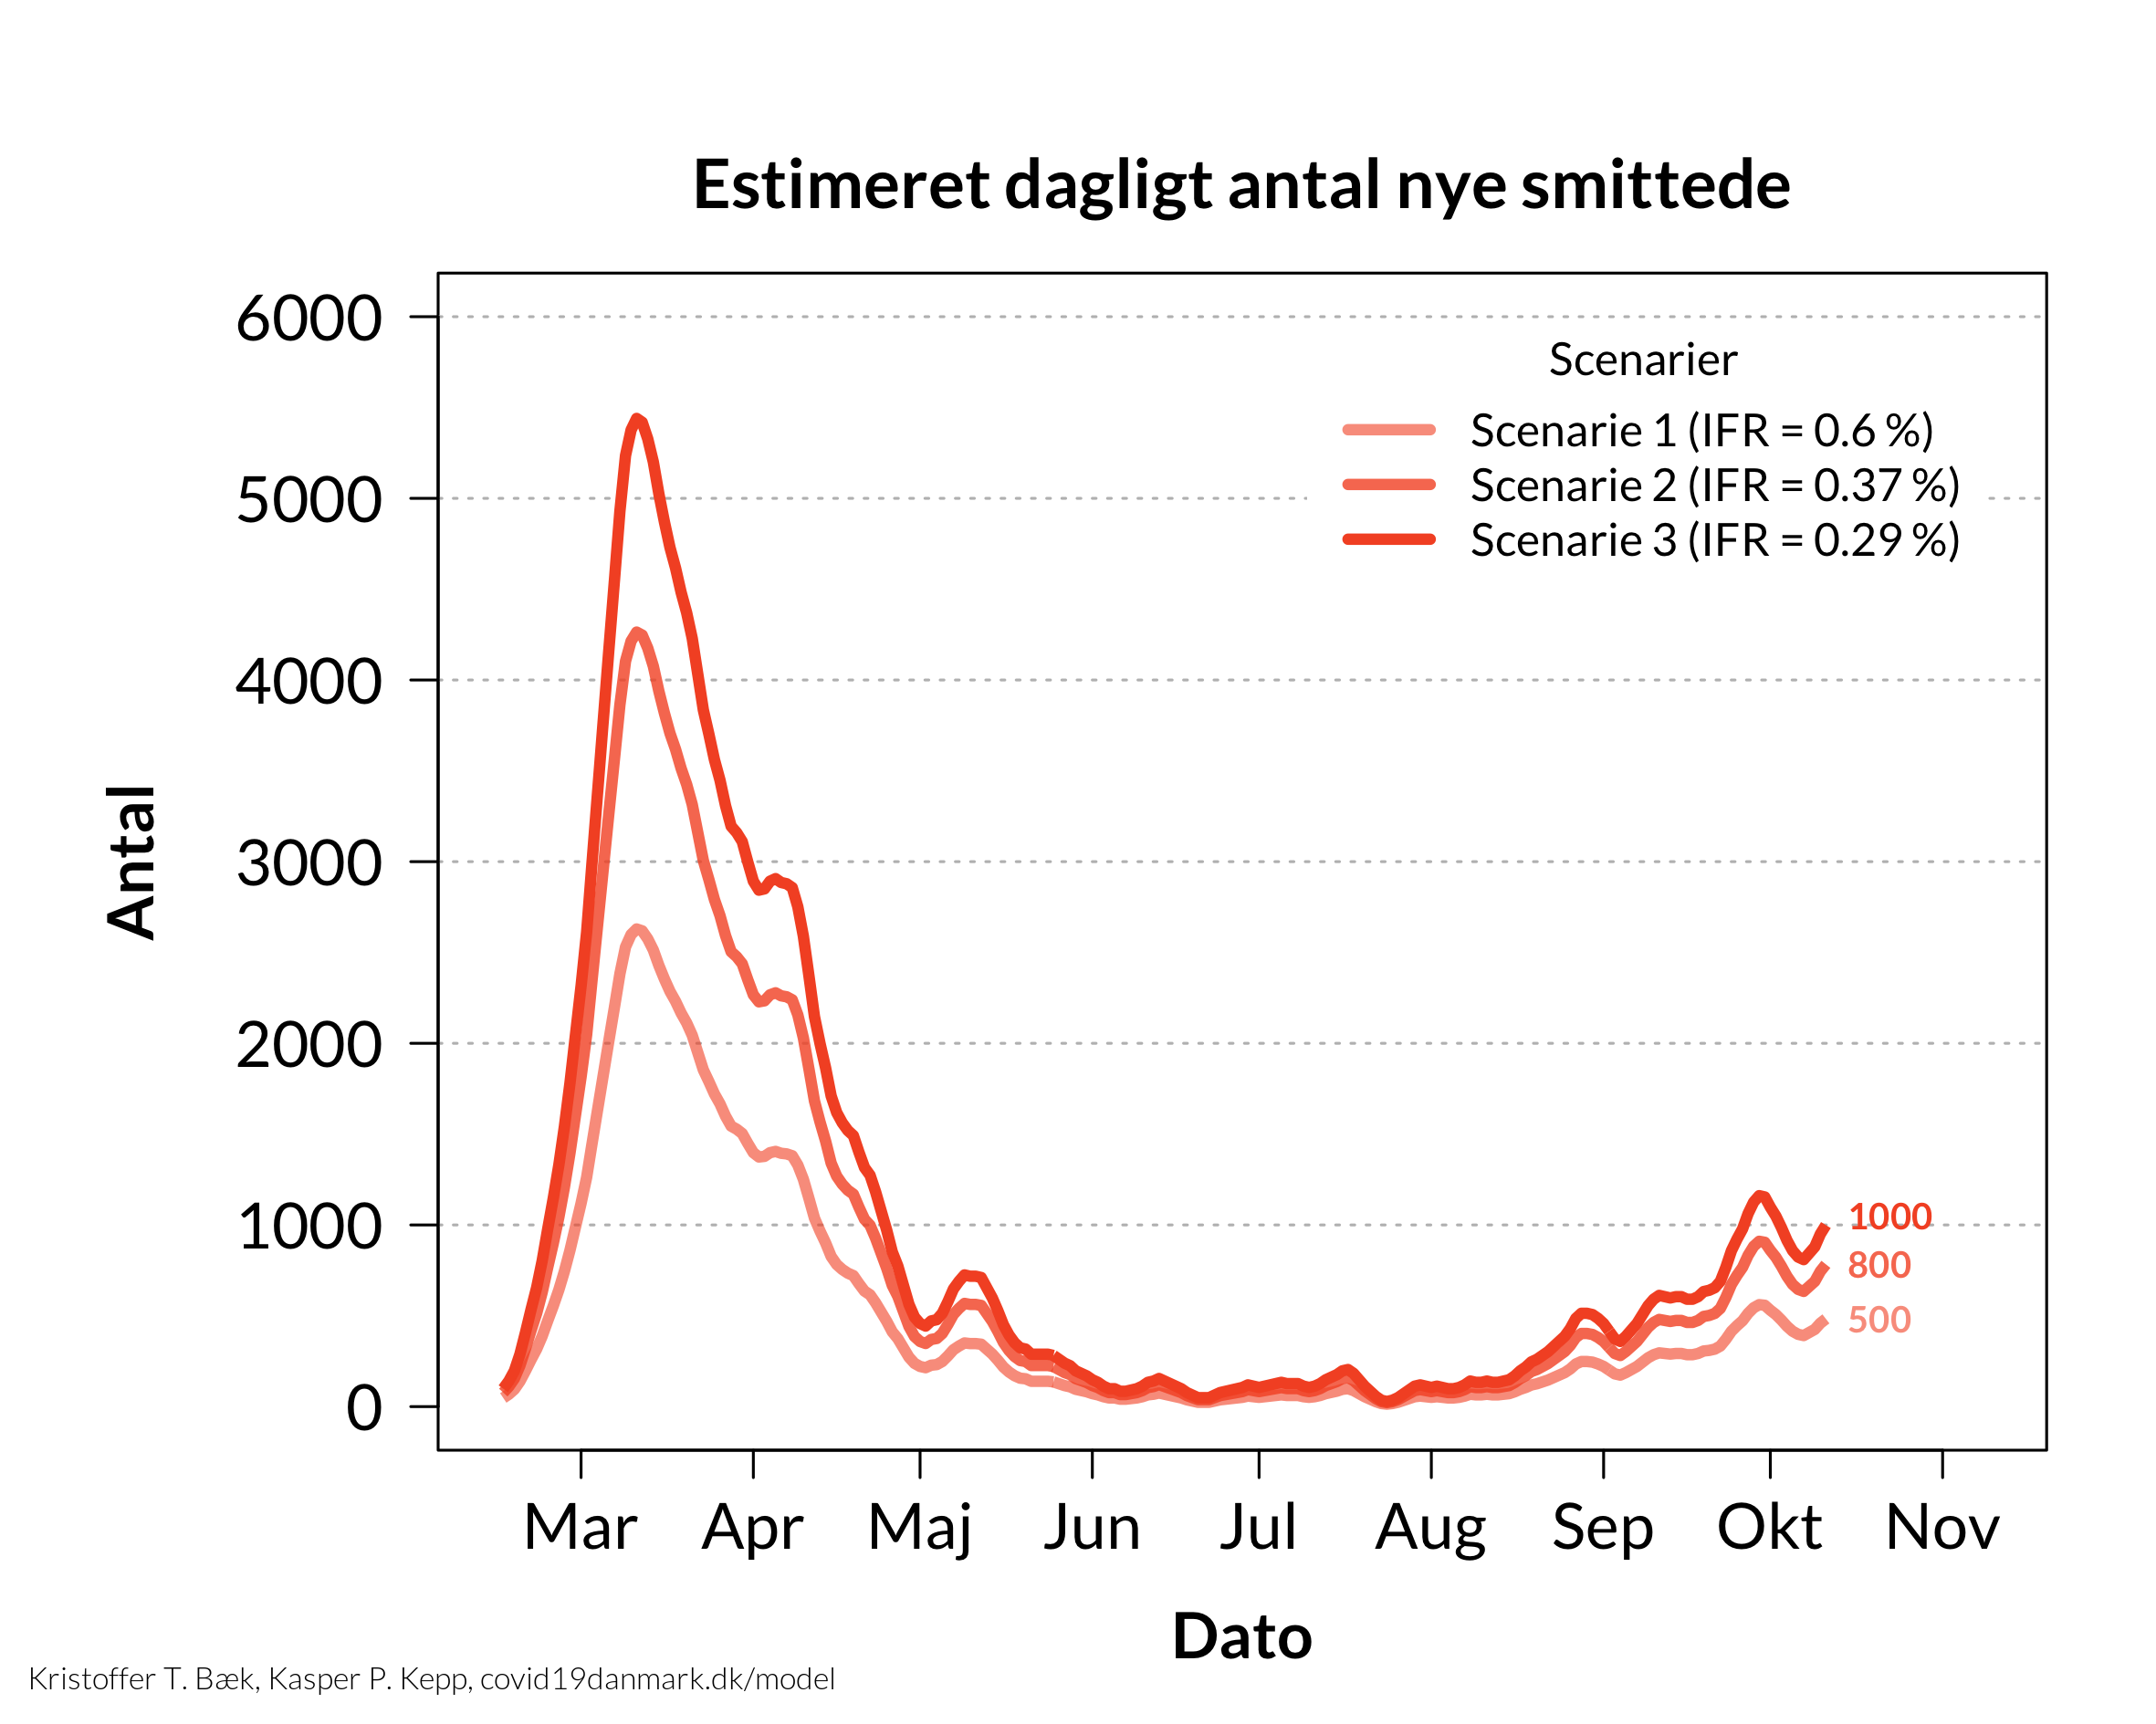 Estimeret dagligt antal nye smittede
Antal
6000
5000
4000
3000
2000
1000
0
Scenarier
Scenarie 1 (IFR = 0.6 %)
Scenarie 2 (IFR = 0.37 %)
Scenarie 3 (IFR = 0.29 %)
1000
800
500
Mar Apr Maj Jun Jul Aug Sep Okt Nov
Dato
Kristoffer T. Bæk, Kasper P. Kepp, covid19danmark.dk/model